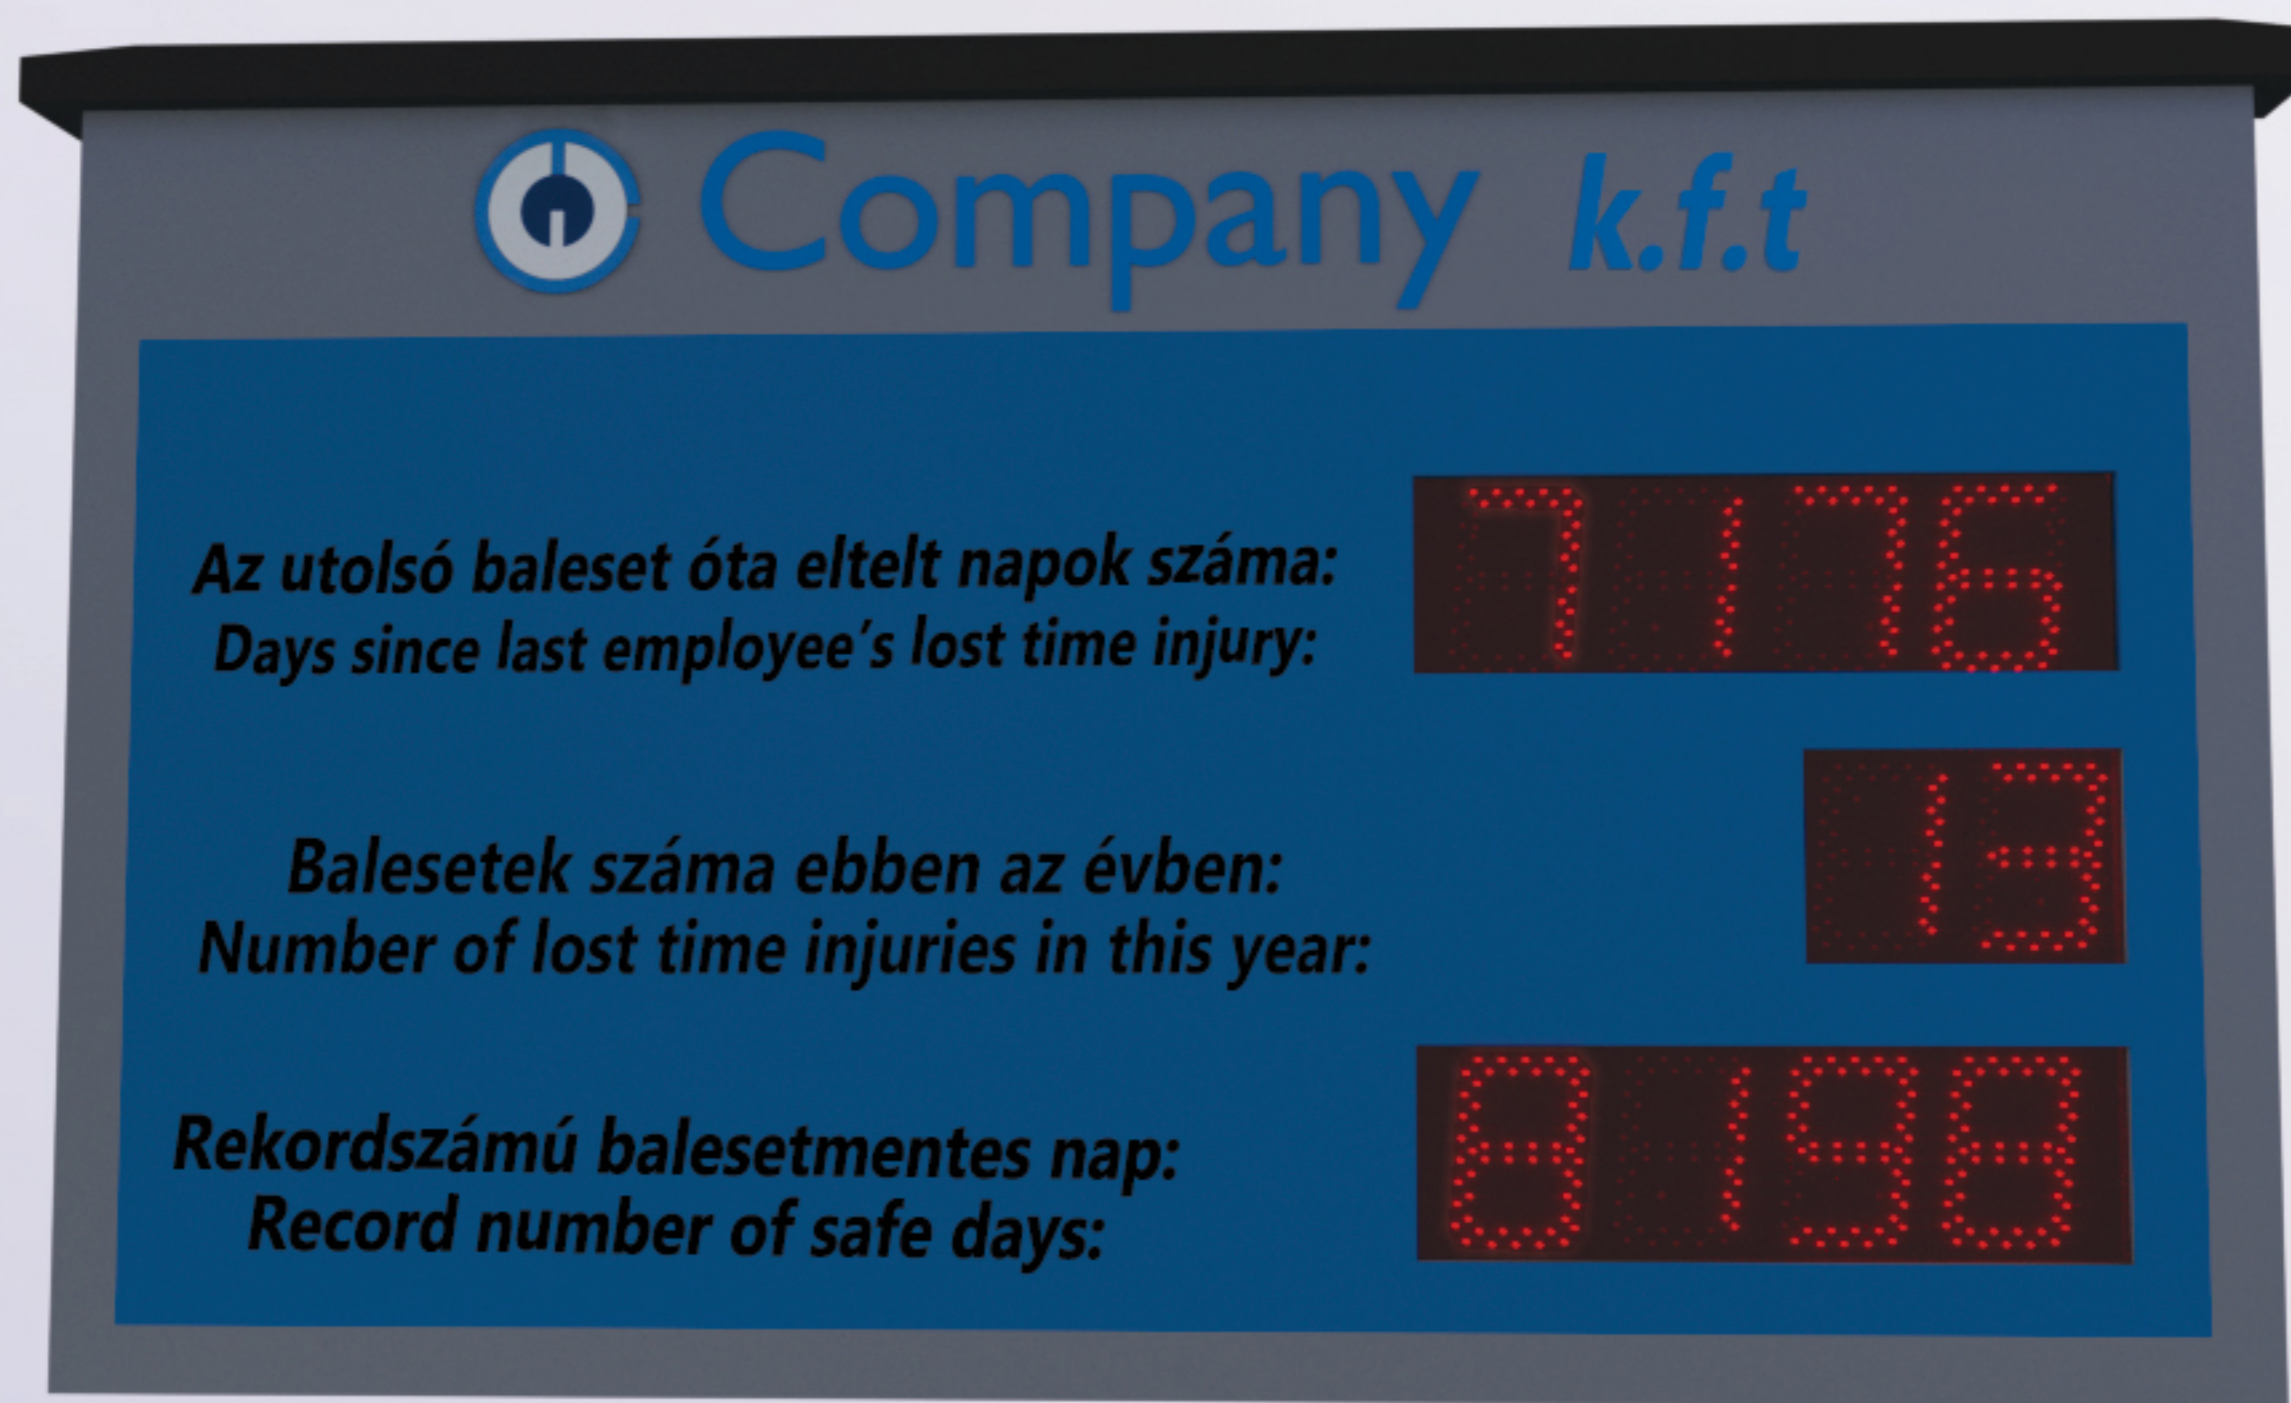 Company k.f.t
Az utolsó baleset óta eltelt napok száma:
Days since last employee's lost time injury:
7176
Balesetek száma ebben az évben:
Number of lost time injuries in this year:
13
Rekordszámú balesetmentes nap:
Record number of safe days:
8198